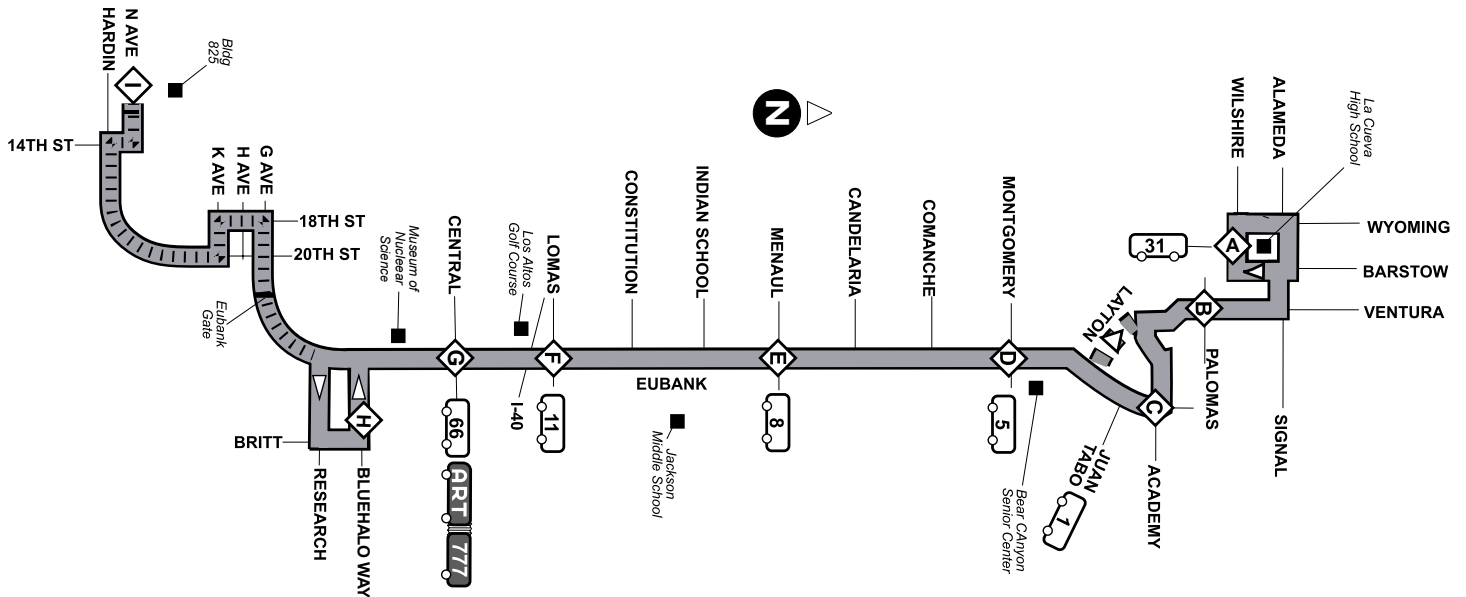 N AVE
HARDIN
I
Bldg
825
14TH ST
K AVE
H AVE
G AVE
18TH ST
20TH ST
Eubank
Gate
Museum of
Nucleear
Science
CENTRAL
Los Altos
Golf Course
LOMAS
CONSTITUTION
INDIAN SCHOOL
MENAUL
CANDELARIA
COMANCHE
MONTGOMERY
N
LAYTON
WILSHIRE
ALAMEDA
La Cueva
High School
WYOMING
BARSTOW
VENTURA
31
A
B
PALOMAS
SIGNAL
C
ACADEMY
JUAN
TABO
1
D
5
Bear CAnyon
Senior Center
E
8
EUBANK
Jackson
Middle School
F
11
I-40
G
66
ART 777
H
BRITT
RESEARCH
BLUEHALO WAY